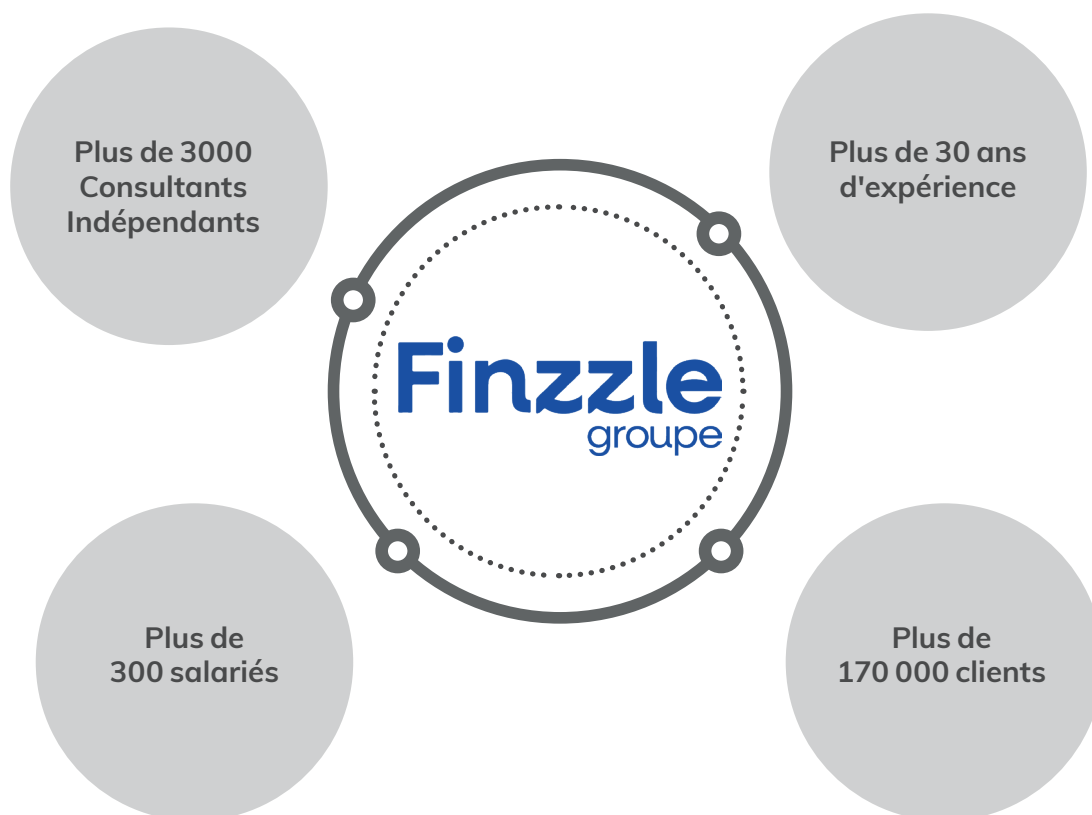 Plus de 3000
Consultants
Indépendants
Plus de 30 ans
d'expérience
Finzzle
groupe
Plus de
300 salariés
Plus de
170 000 clients